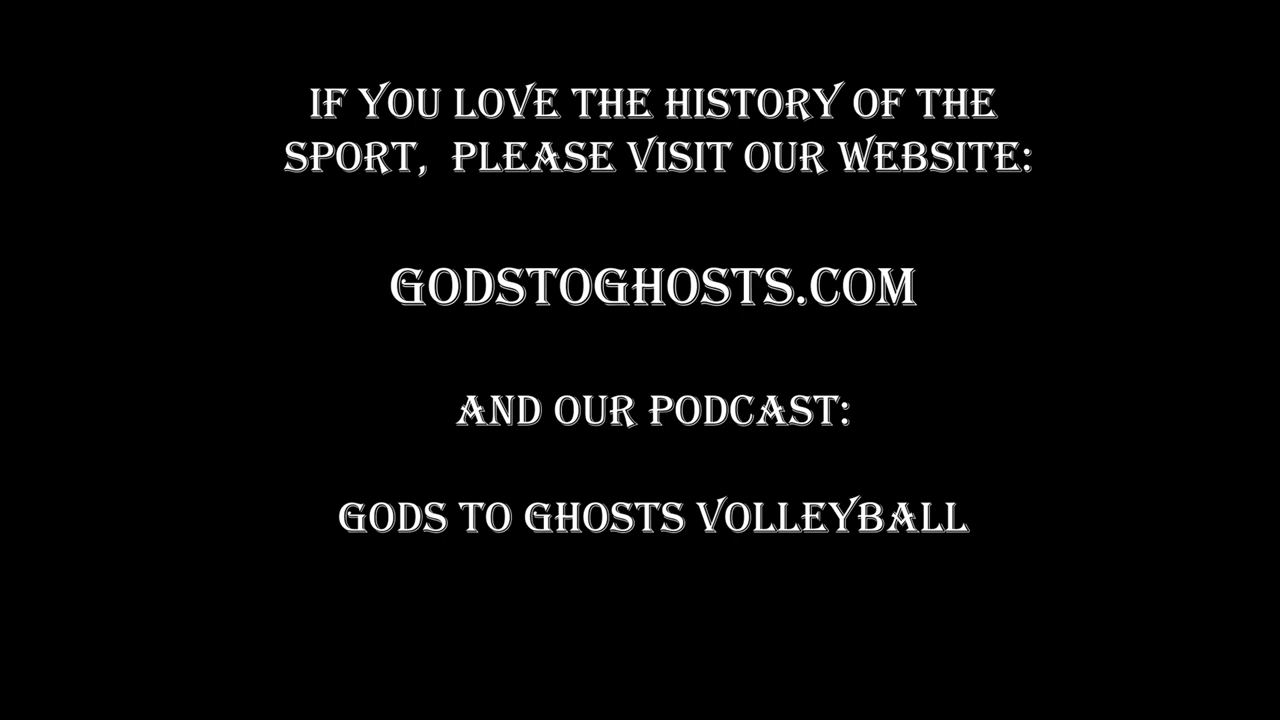 IF YOU LOVE THE HISTORY OF THE
SPORT, PLEASE VISIT OUR WEBSITE:
GODSTOGHOSTS.COM
AND OUR PODCAST:
GODS TO GHOSTS VOLLEYBALL